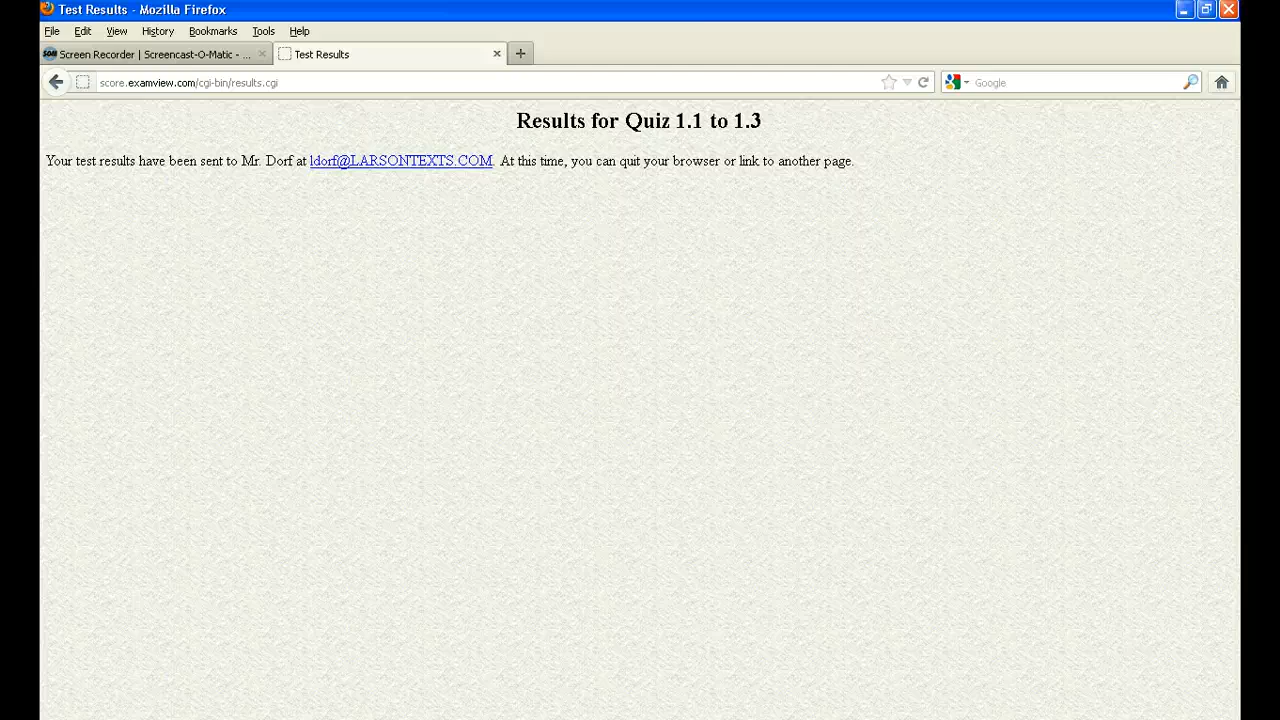 Test Results - Mozilla Firefox
File Edit View History Bookmarks Tools Help
SOM Screen Recorder | Screencast-O-Matic - ... Test Results
score.examview.com/cgi-bin/results.cgi Google
Results for Quiz 1.1 to 1.3
Your test results have been sent to Mr. Dorf at ldorf@LARSONTEXTS.COM. At this time, you can quit your browser or link to another page.